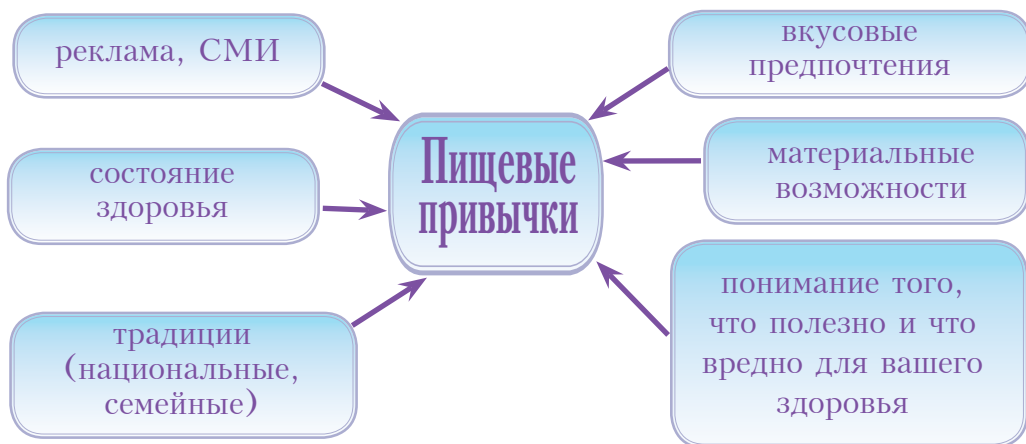 реклама, СМИ
состояние
здоровья
традиции
(национальные,
семейные)
Пищевые
привычки
вкусовые
предпочтения
материальные
возможности
понимание того,
что полезно и что
вредно для вашего
здоровья